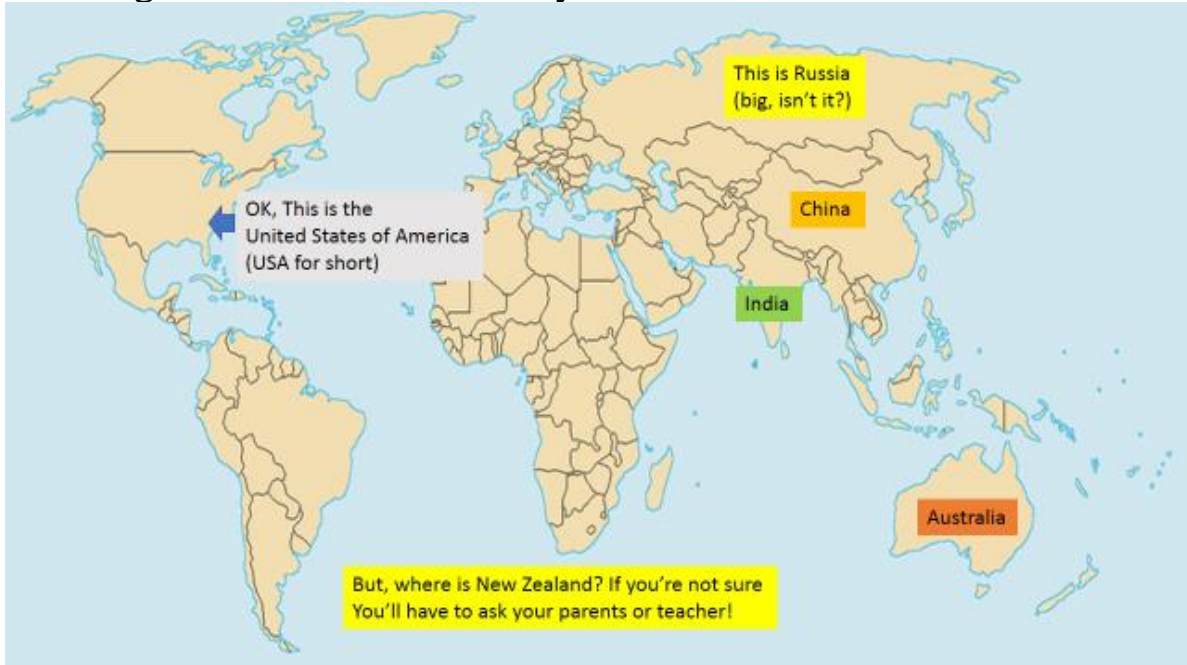 This is Russia
(big, isn't it?)
OK, This is the
United States of America
(USA for short)
China
India
Australia
But, where is New Zealand? If you're not sure
You'll have to ask your parents or teacher!